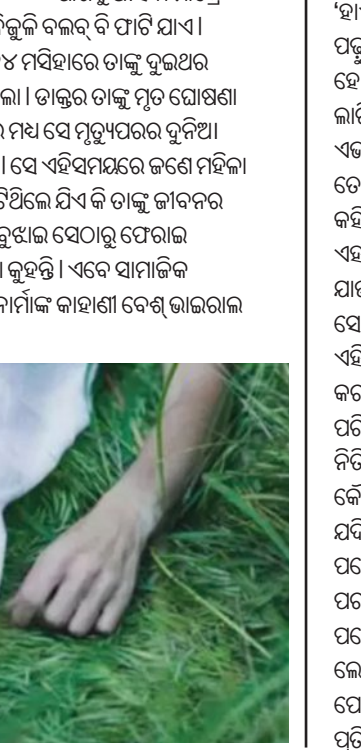 ବିଜୁଳି ବଲବ୍ ବି ଫାଟି ଯାଏ ।
୪ ମସିହାରେ ତାଙ୍କୁ ଦୁଇଥର
ଲା । ଡାକ୍ତର ତାଙ୍କୁ ମୃତ ଘୋଷଣା
ମଧ୍ୟ ସେ ମୃତ୍ୟୁପରର ଦୁନିଆ
। ସେ ଏହିସମୟରେ ଜଣେ ମହିଳା
ଟିଥିଲେ ଯିଏ କି ତାଙ୍କୁ ଜୀବନର
ବୁଝାଇ ସେଠାରୁ ଫେରାଇ
କୁହନ୍ତି । ଏବେ ସାମାଜିକ
ନାର୍ମାଙ୍କ କାହାଣୀ ବେଶ୍ ଭାଇରାଲ
'ହା
ହେ
ଲା
ଏଭ
ତେ
କହି
ଏହ
ଯା
ସେ
ଏହି
କର
ପରି
ନିତି
କୌ
ଯଦି
ପରେ
ପର
ପରେ
ଲେ
ପୋ
ପ୍ରତି